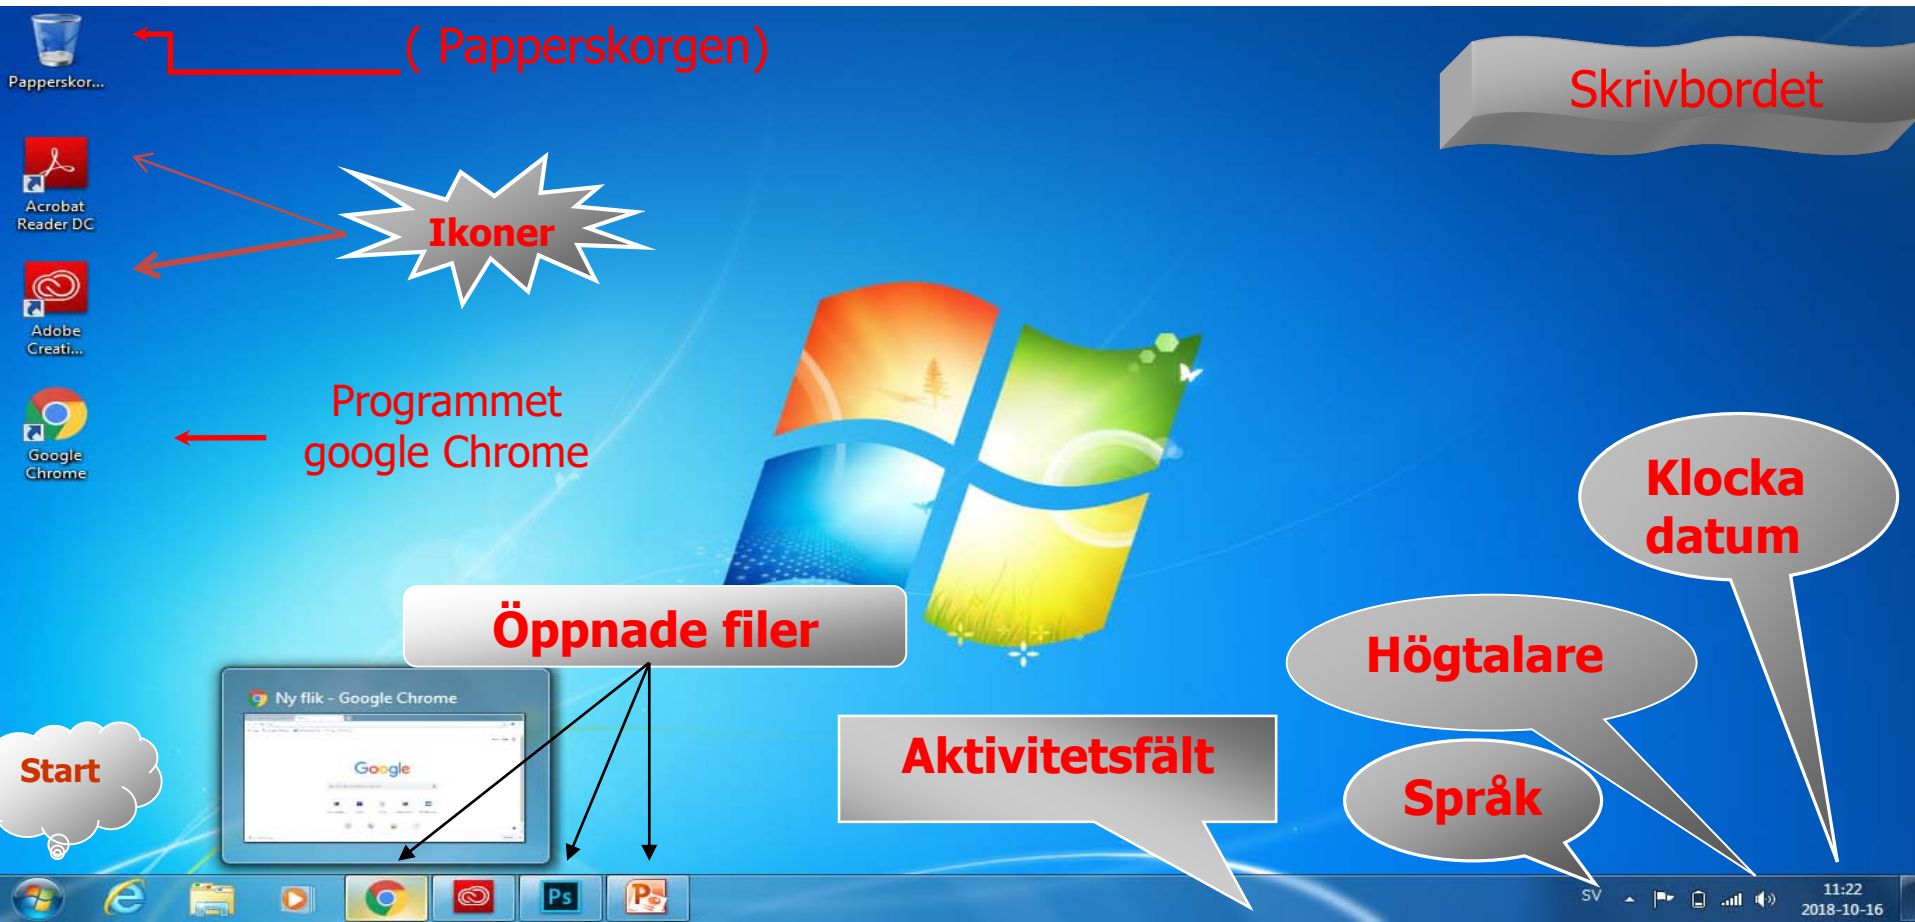 ( Papperskorgen)
Skrivbordet
Papperskor...
Acrobat
Reader DC
Ikoner
Adobe
Creati...
Programmet
google Chrome
Google
Chrome
Klocka
datum
Öppnade filer
Högtalare
Ny flik - Google Chrome
Google
Start
Aktivitetsfält
Språk
Ps
SV
11:22
2018-10-16